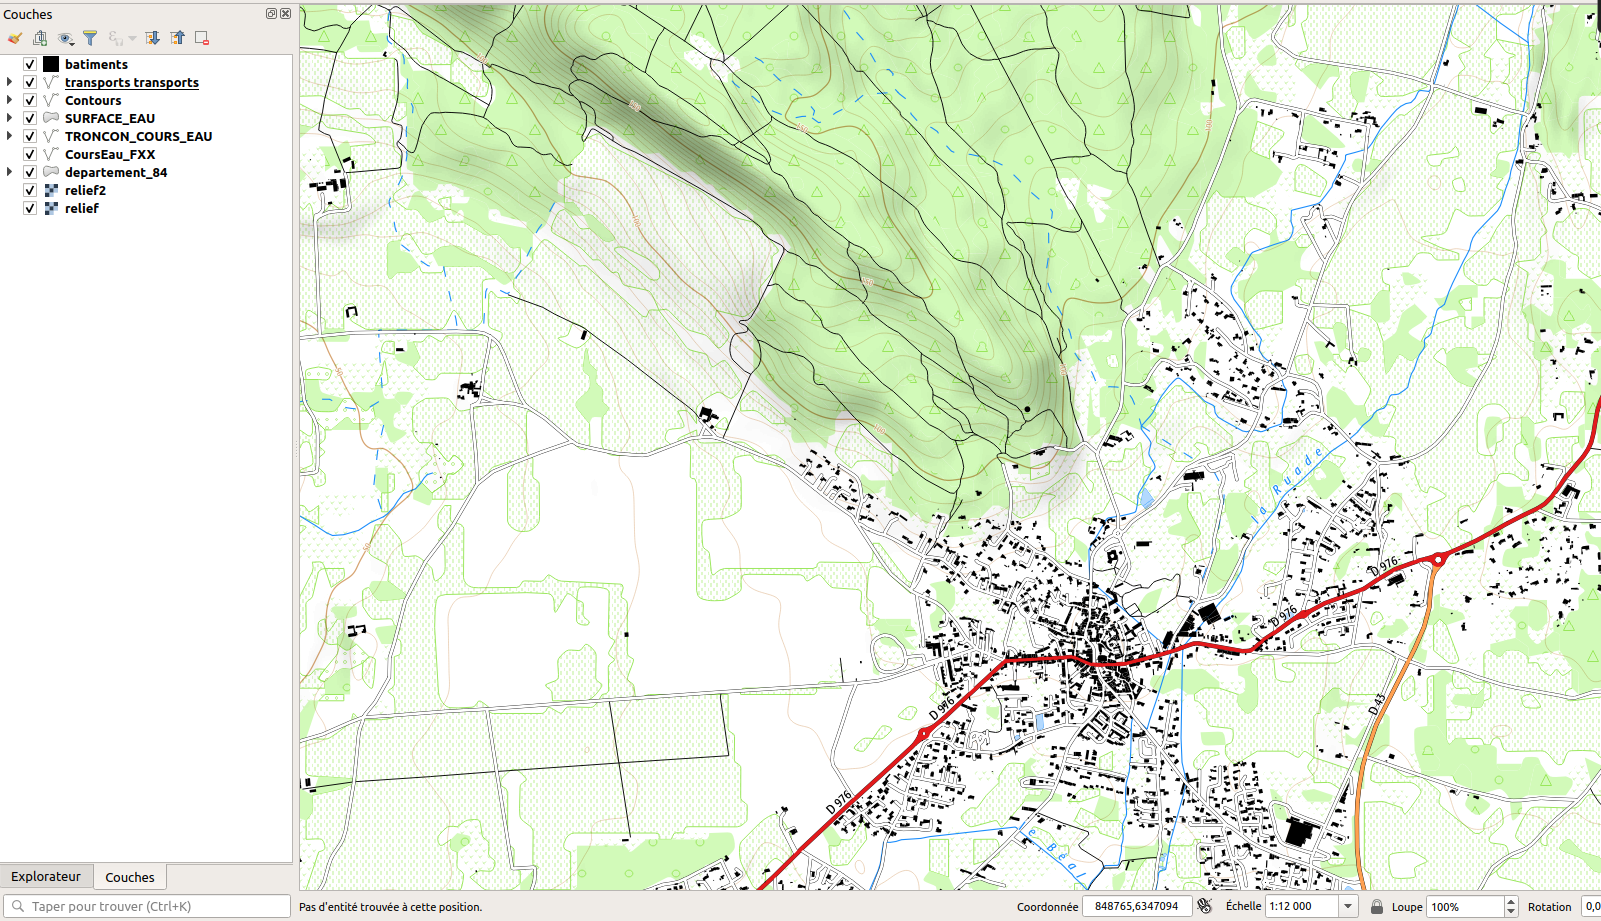 Couches
batiments
transports transports
Contours
SURFACE_EAU
TRONCON_COURS_EAU
CoursEau_FXX
departement_84
relief2
relief
la Ruade
D 976
D 976
D 976
D 43
D 976
e Béal
Explorateur
Couches
Taper pour trouver (Ctrl+K)
Pas d'entité trouvée à cette position.
Coordonnée
848765,6347094
Échelle
1:12 000
Loupe
100%
Rotation
0,0